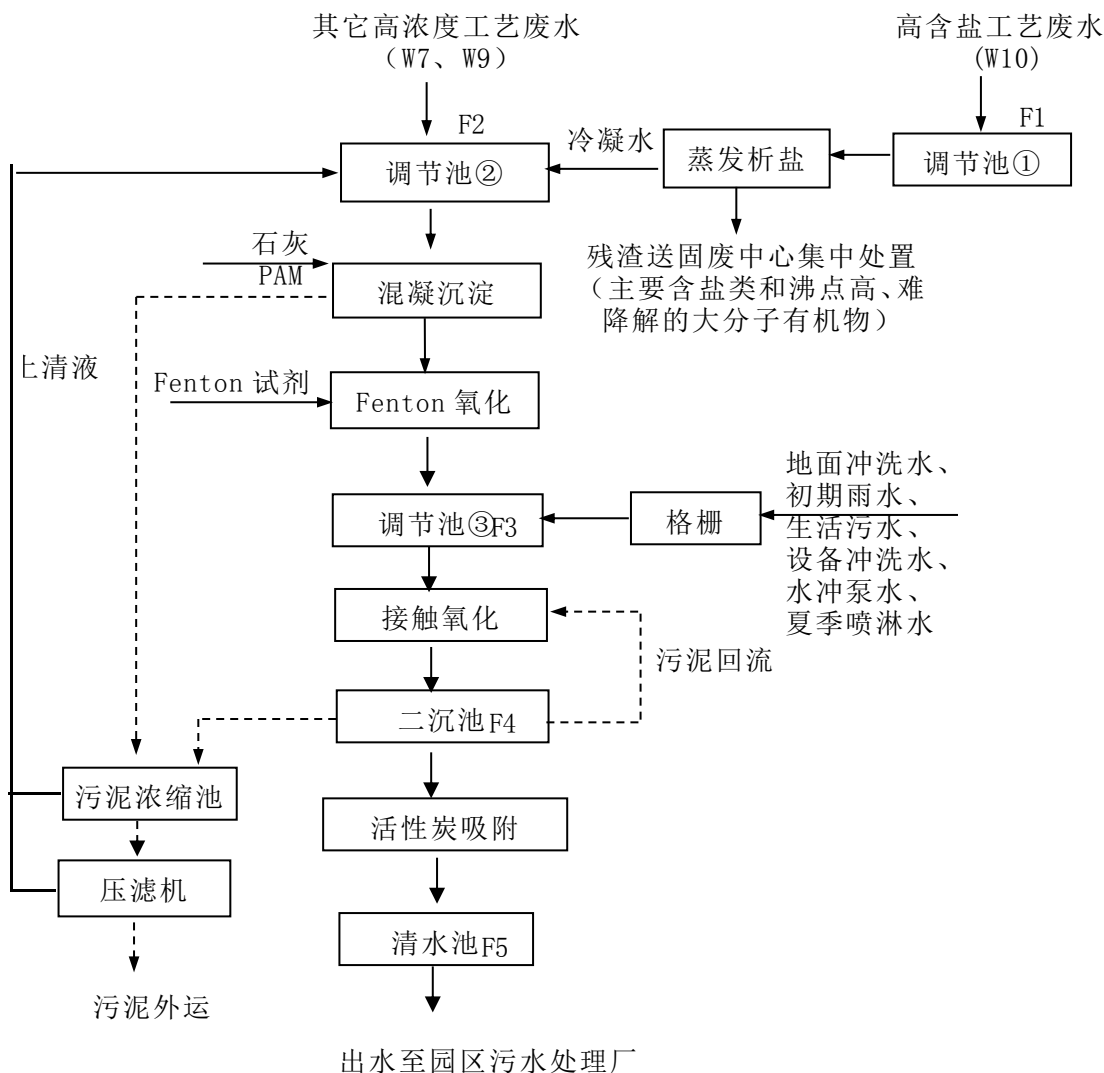 其它高浓度工艺废水
（W7、W9）
高含盐工艺废水
(W10)
F2
F1
冷凝水
调节池②
蒸发析盐
调节池①
石灰
PAM
混凝沉淀
残渣送固废中心集中处置
（主要含盐类和沸点高、难
降解的大分子有机物）
上清液
Fenton 试剂
Fenton 氧化
调节池③F3
格栅
地面冲洗水、
初期雨水、
生活污水、
设备冲洗水、
水冲泵水、
夏季喷淋水
接触氧化
污泥回流
二沉池F4
污泥浓缩池
活性炭吸附
压滤机
清水池F5
污泥外运
出水至园区污水处理厂